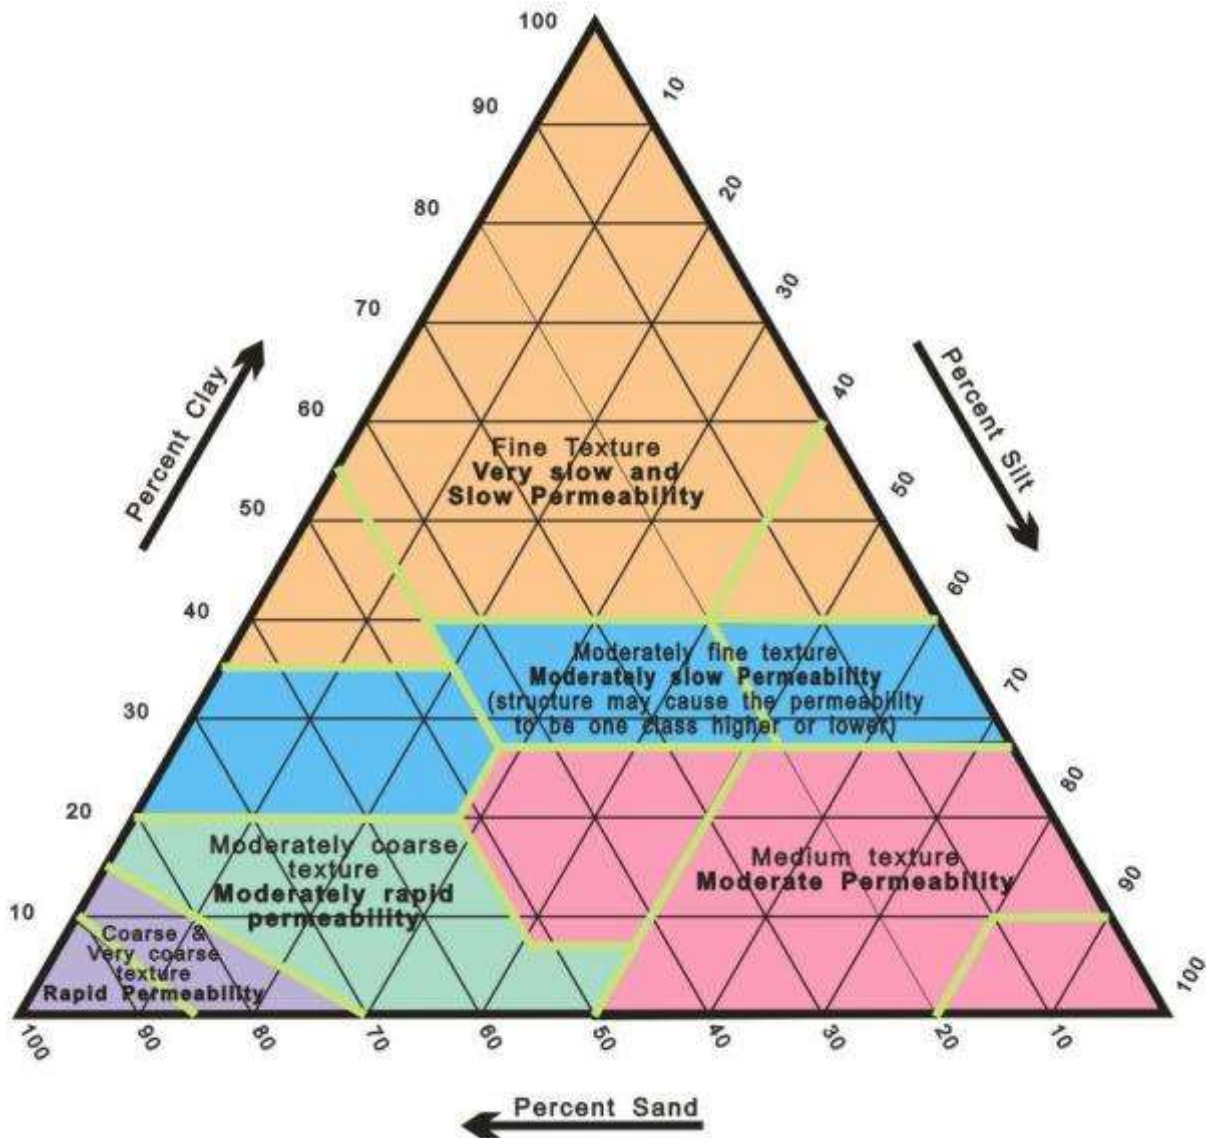 100
90
80
70
60
50
40
30
20
10
Percent Clay
10
20
30
40
50
60
70
80
90
100
Percent Silt
Fine Texture
Very slow and
Slow Permeability
Moderately fine texture
Moderately slow Permeability
(structure may cause the permeability
to be one class higher or lower)
Moderately coarse
texture
Moderately rapid
permeability
Medium texture
Moderate Permeability
Coarse &
Very coarse
texture
Rapid Permeability
100
90
80
70
60
50
40
30
20
10
Percent Sand